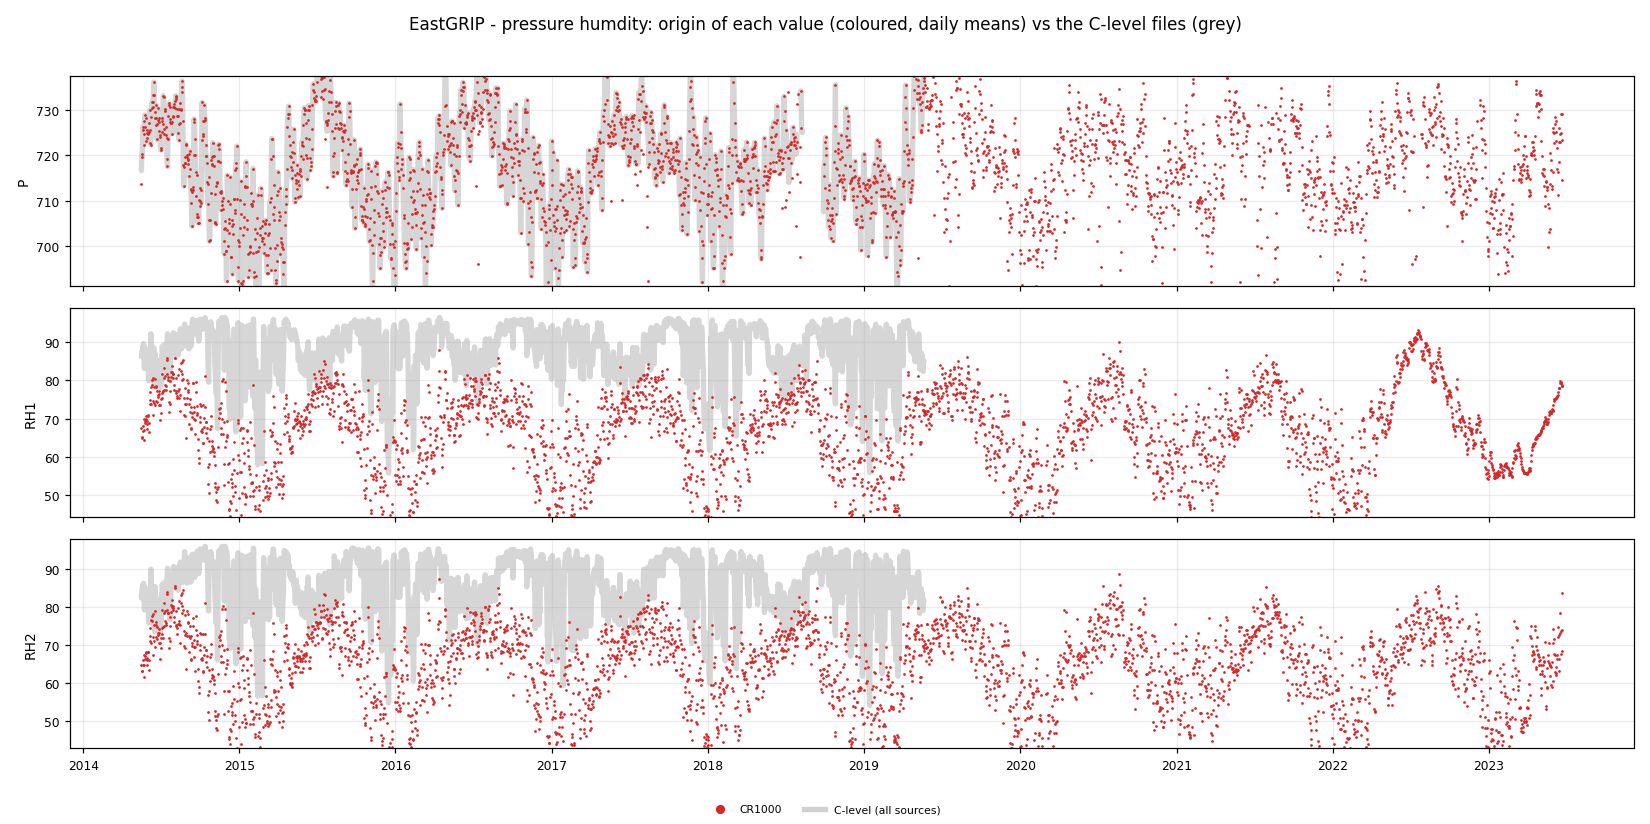 EastGRIP - pressure humdity: origin of each value (coloured, daily means) vs the C-level files (grey)
730
720
710
700
P
90
80
70
60
50
RH1
90
80
70
60
50
RH2
2014 2015 2016 2017 2018 2019 2020 2021 2022 2023
CR1000 C-level (all sources)